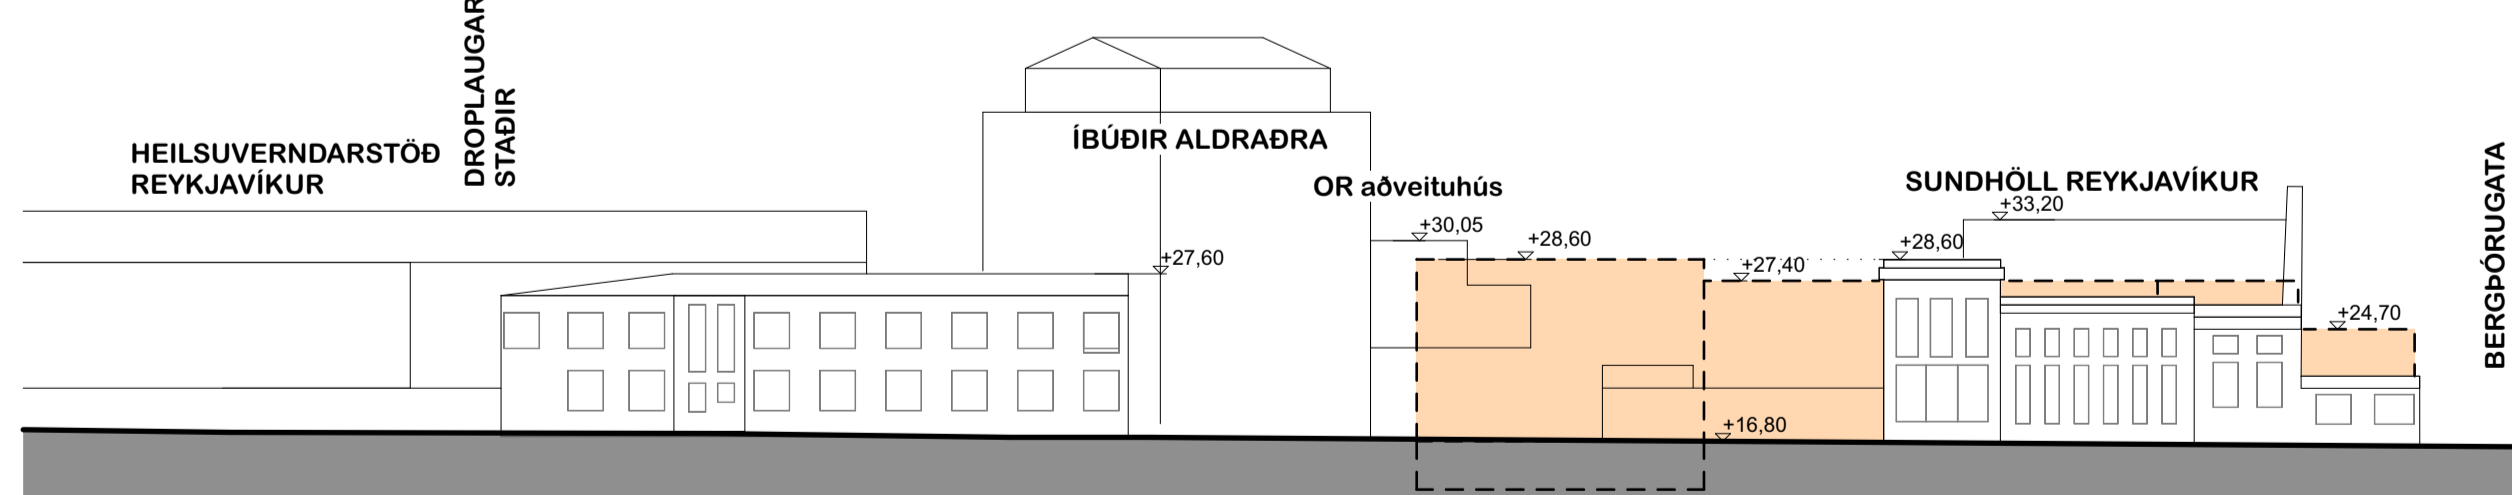 HEILSUVERNDARSTÖÐ
REYKJAVÍKUR
DROPLAUGAR
STAÐIR
ÍBÚÐIR ALDRAÐRA
OR aðveituhús
SUNDHÖLL REYKJAVÍKUR
BERGÞÓRUGATA
+27,60
+30,05
+28,60
+27,40
+16,80
+28,60
+33,20
+24,70